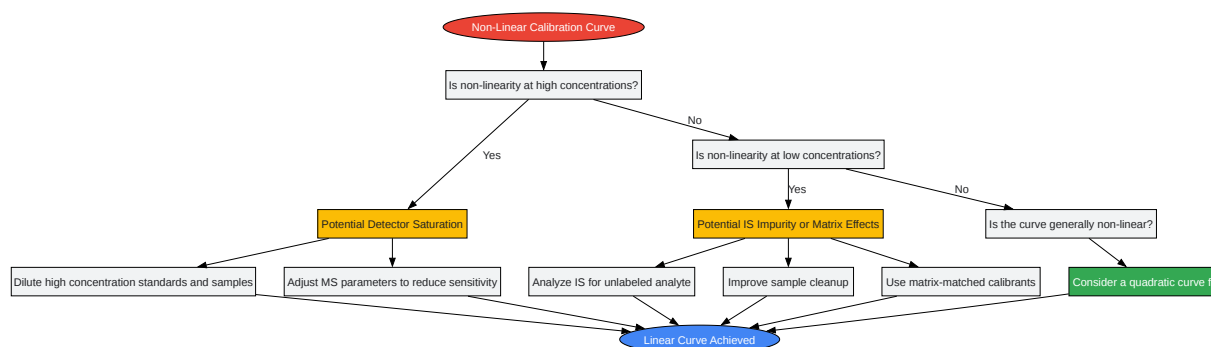 Non-Linear Calibration Curve
Is non-linearity at high concentrations?
No
Yes
Is non-linearity at low concentrations?
Yes
No
Potential Detector Saturation
Potential IS Impurity or Matrix Effects
Is the curve generally non-linear?
Dilute high concentration standards and samples
Adjust MS parameters to reduce sensitivity
Analyze IS for unlabeled analyte
Improve sample cleanup
Use matrix-matched calibrants
Consider a quadratic curve
Linear Curve Achieved